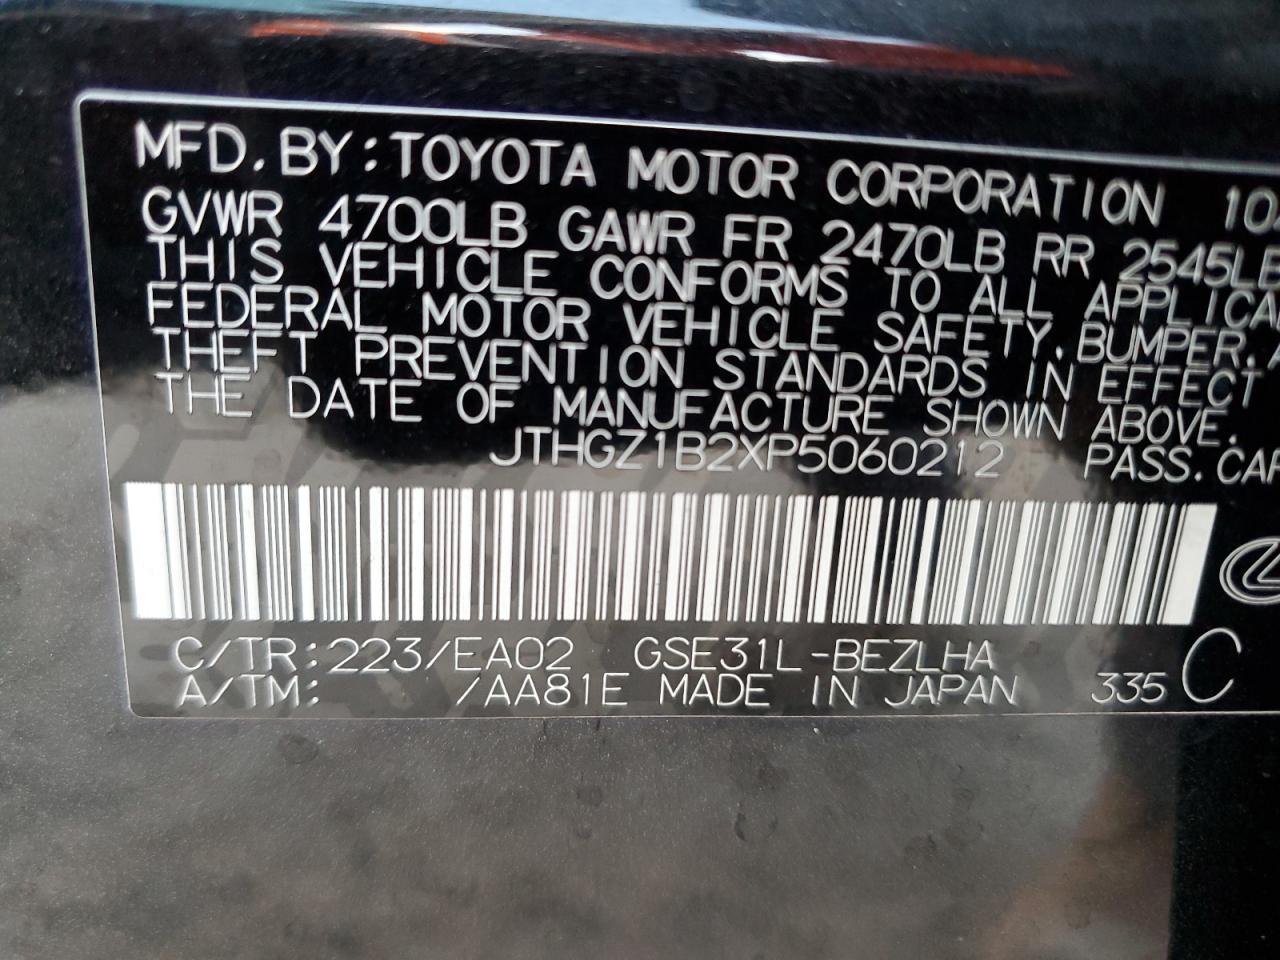 MFD. BY: TOYOTA MOTOR CORPORATION
GVWR 4700LB GAWR FR 2470LB RR 2545LB
THIS VEHICLE CONFORMS TO ALL
FEDERAL MOTOR VEHICLE SAFETY, BUMPER,
THEFT PREVENTION STANDARDS IN EFFECT
THE DATE OF MANUFACTURE SHOWN ABOVE.
JTHGZ1B2XP5060212 PASS.
C/TR:223/EA02 GSE31L-BEZLHA
A/TM: /AA81E MADE IN JAPAN 335 C